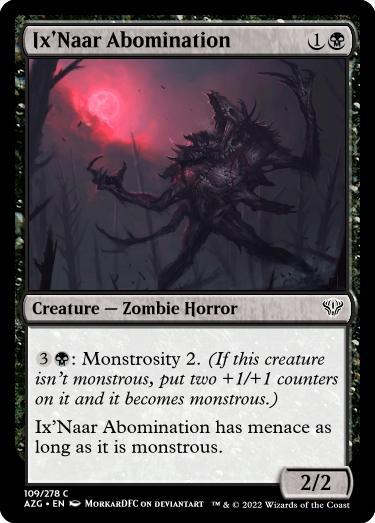 Ix'Naar Abomination 1
Creature — Zombie Horror
3 : Monstrosity 2. (If this creature
isn't monstrous, put two +1/+1 counters
on it and it becomes monstrous.)
Ix'Naar Abomination has menace as
long as it is monstrous.
2/2
109/278 C
AZG • EN MorkarDFC on deviantart ™ & © 2022 Wizards of the Coast